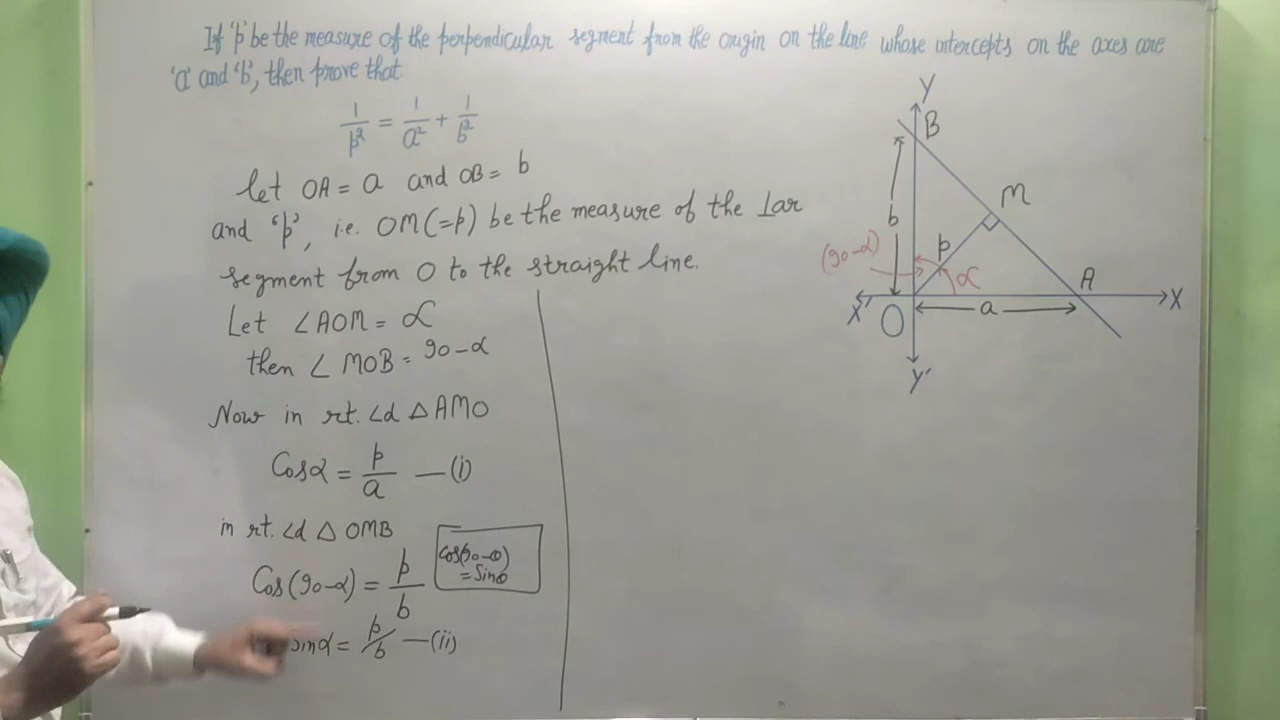 If 'p' be the measure of the perpendicular segment from the origin on the line whose intercepts on the axes are
'a' and 'b', then prove that
1/p² = 1/a² + 1/b²
let OA = a and OB = b
and 'p', i.e. OM(=p) be the measure of the ⊥ar
segment from O to the straight line.
Let ∠AOM = α
then ∠ MOB = 90-α
Now in rt. ∠d △AMO
Cosα = p/a —(i)
in rt. ∠d △ OMB
Cos(90-α) = p/b
Cos(90-θ)
= Sinθ
Sinα = p/b —(ii)
Y
B
M
b
p
(90-α)
α
A
X'
O
a
X
Y'